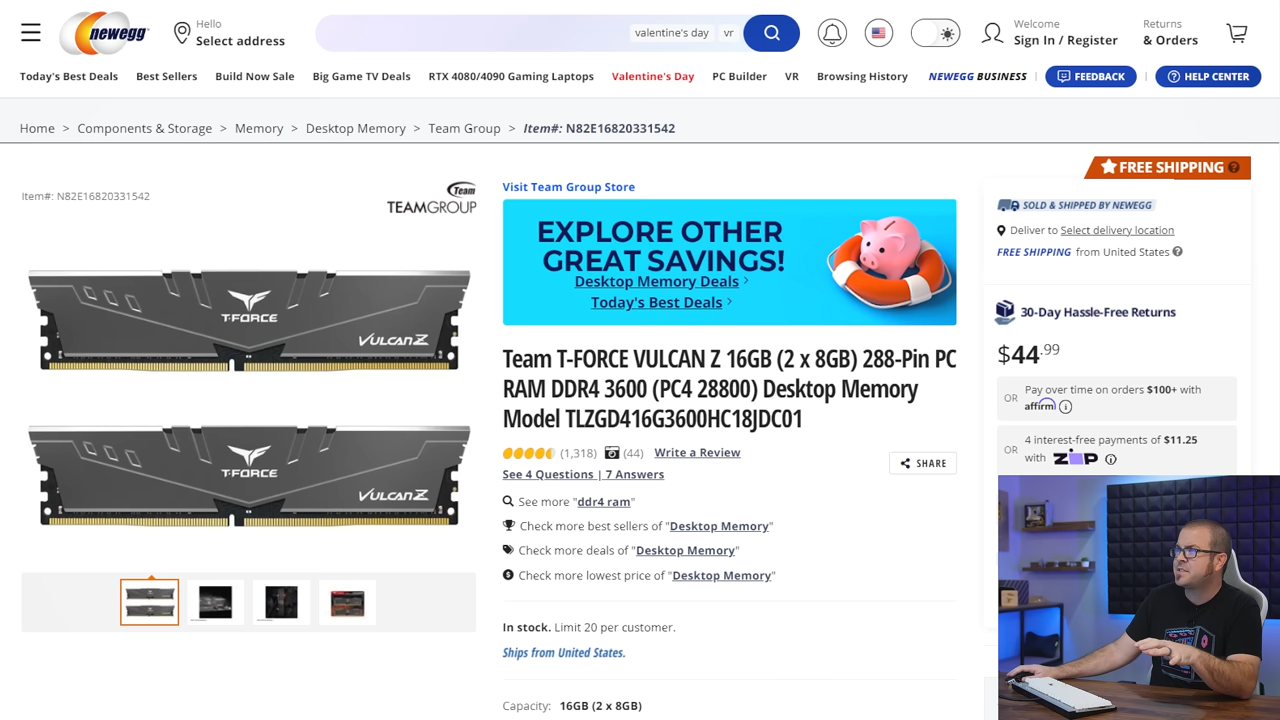 newegg
Hello
Select address
valentine's day
vr
Welcome
Sign In / Register
Returns
& Orders
Today's Best Deals
Best Sellers
Build Now Sale
Big Game TV Deals
RTX 4080/4090 Gaming Laptops
Valentine's Day
PC Builder
VR
Browsing History
NEWEGG BUSINESS
FEEDBACK
HELP CENTER
Home > Components & Storage > Memory > Desktop Memory > Team Group > Item#: N82E16820331542
FREE SHIPPING
Item#: N82E16820331542
Team
TEAMGROUP
T-FORCE
VULCAN Z
T-FORCE
VULCAN Z
Visit Team Group Store
EXPLORE OTHER
GREAT SAVINGS!
Desktop Memory Deals
Today's Best Deals
Team T-FORCE VULCAN Z 16GB (2 x 8GB) 288-Pin PC
RAM DDR4 3600 (PC4 28800) Desktop Memory
Model TLZGD416G3600HC18JDC01
(1,318)
(44)
Write a Review
See 4 Questions | 7 Answers
SHARE
See more "ddr4 ram"
Check more best sellers of "Desktop Memory"
Check more deals of "Desktop Memory"
Check more lowest price of "Desktop Memory"
In stock. Limit 20 per customer.
Ships from United States.
Capacity: 16GB (2 x 8GB)
SOLD & SHIPPED BY NEWEGG
Deliver to Select delivery location
FREE SHIPPING from United States
30-Day Hassle-Free Returns
$44.99
OR
Pay over time on orders $100+ with
affirm
OR
4 interest-free payments of $11.25
with ZIP